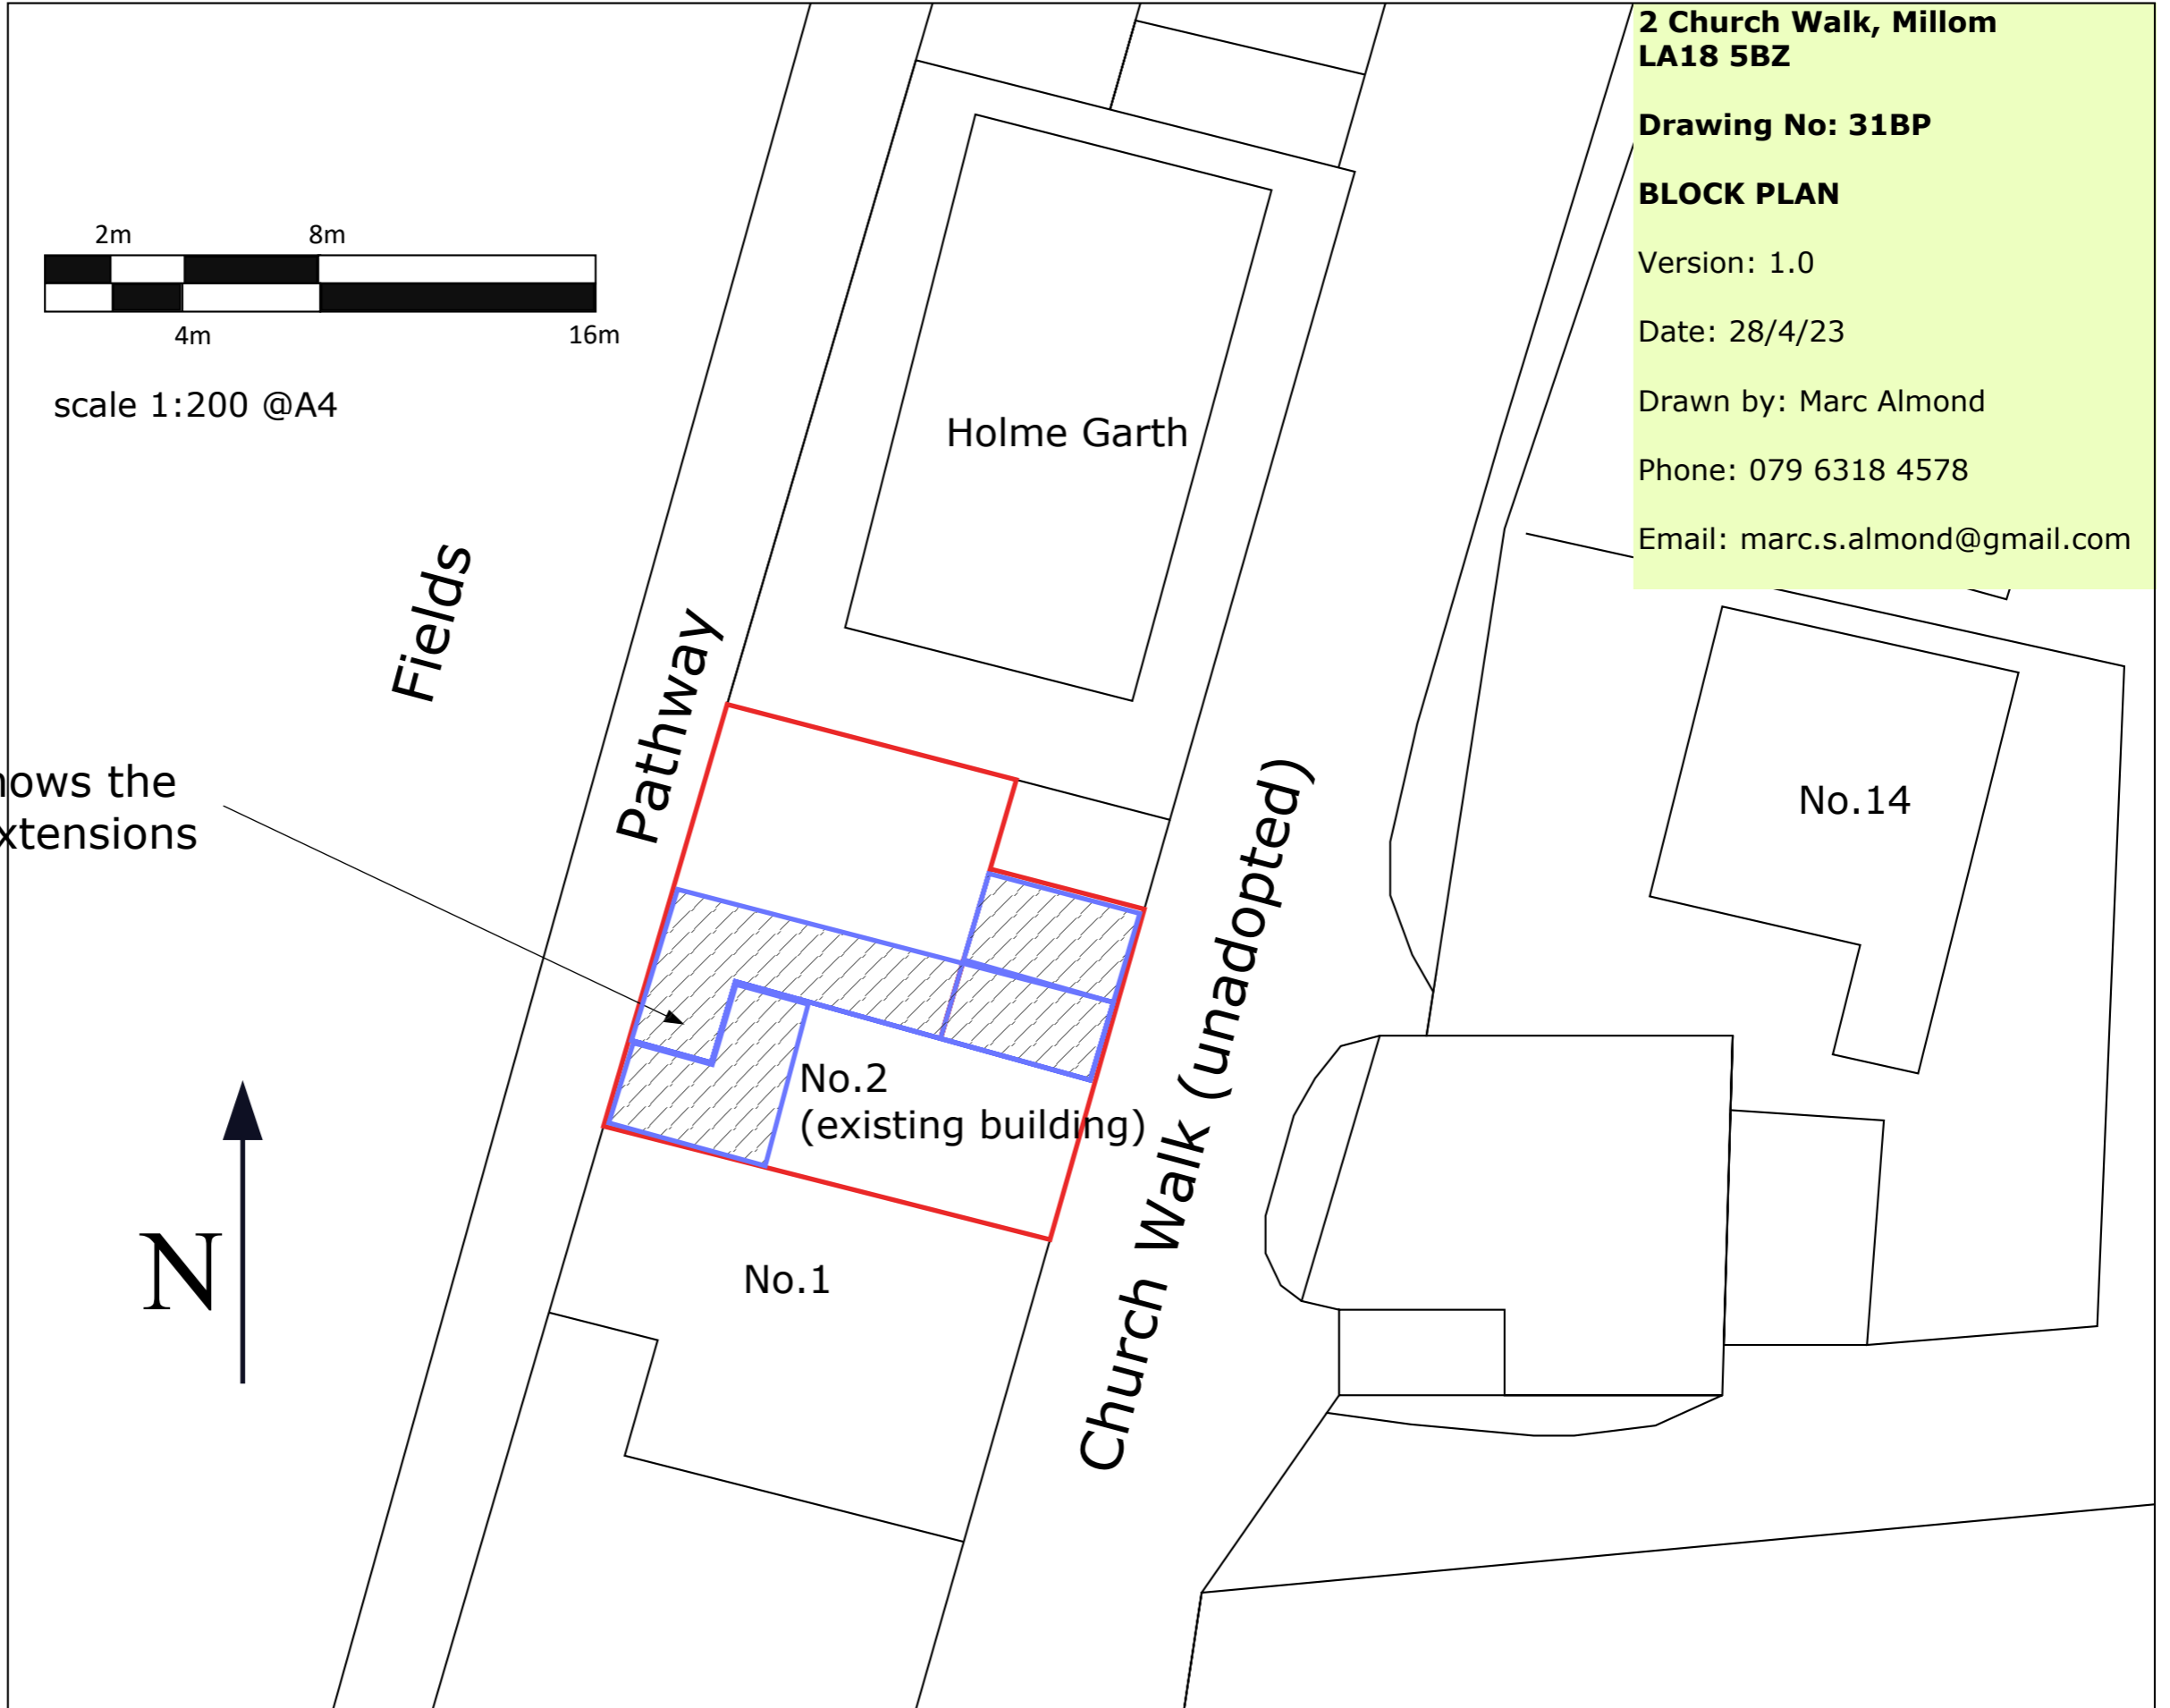 2 Church Walk, Millom
LA18 5BZ
Drawing No: 31BP
BLOCK PLAN
Version: 1.0
Date: 28/4/23
Drawn by: Marc Almond
Phone: 079 6318 4578
Email: marc.s.almond@gmail.com
2m
8m
4m
16m
scale 1:200 @A4
Holme Garth
Fields
Pathway
the
No.14
Church Walk (unadopted)
No.2
(existing building)
No.1
N